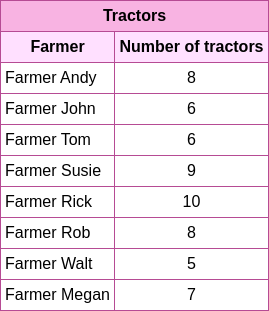 Tractors
Farmer Number of tractors
Farmer Andy 8
Farmer John 6
Farmer Tom 6
Farmer Susie 9
Farmer Rick 10
Farmer Rob 8
Farmer Walt 5
Farmer Megan 7